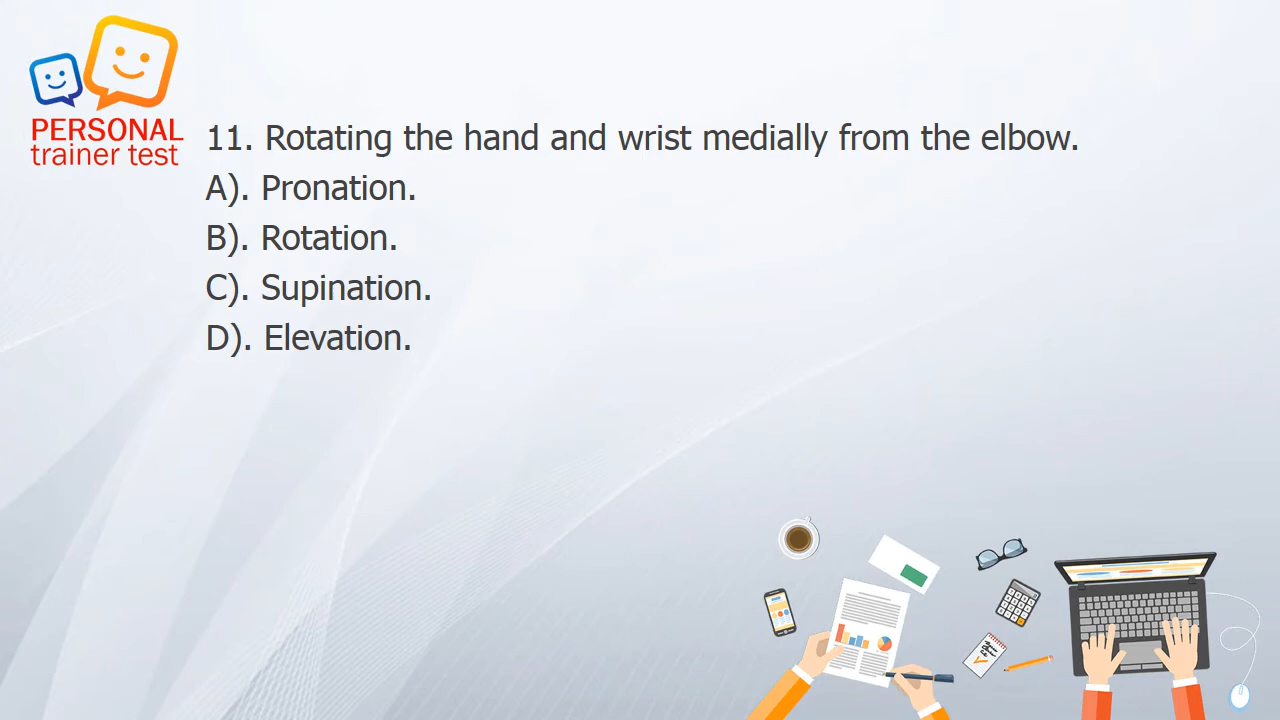 PERSONAL
trainer test
11. Rotating the hand and wrist medially from the elbow.
A). Pronation.
B). Rotation.
C). Supination.
D). Elevation.